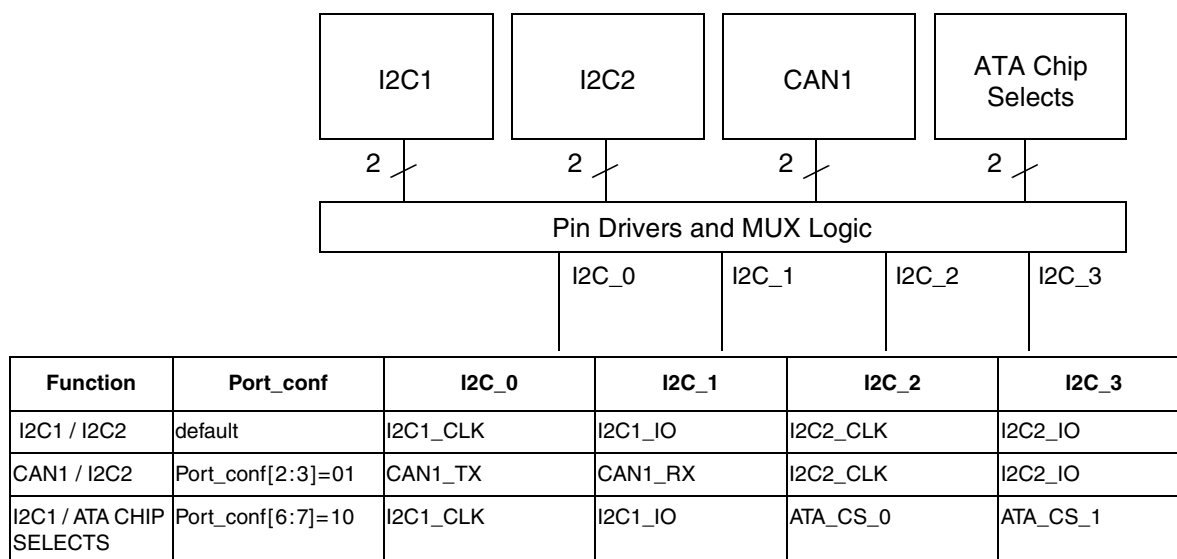 I2C1 I2C2 CAN1 ATA Chip
Selects
2 2 2 2
Pin Drivers and MUX Logic
I2C_0 I2C_1 I2C_2 I2C_3
Function Port_conf I2C_0 I2C_1 I2C_2 I2C_3
I2C1 / I2C2 default I2C1_CLK I2C1_IO I2C2_CLK I2C2_IO
CAN1 / I2C2 Port_conf[2:3]=01 CAN1_TX CAN1_RX I2C2_CLK I2C2_IO
I2C1 / ATA CHIP Port_conf[6:7]=10 I2C1_CLK I2C1_IO ATA_CS_0 ATA_CS_1
SELECTS